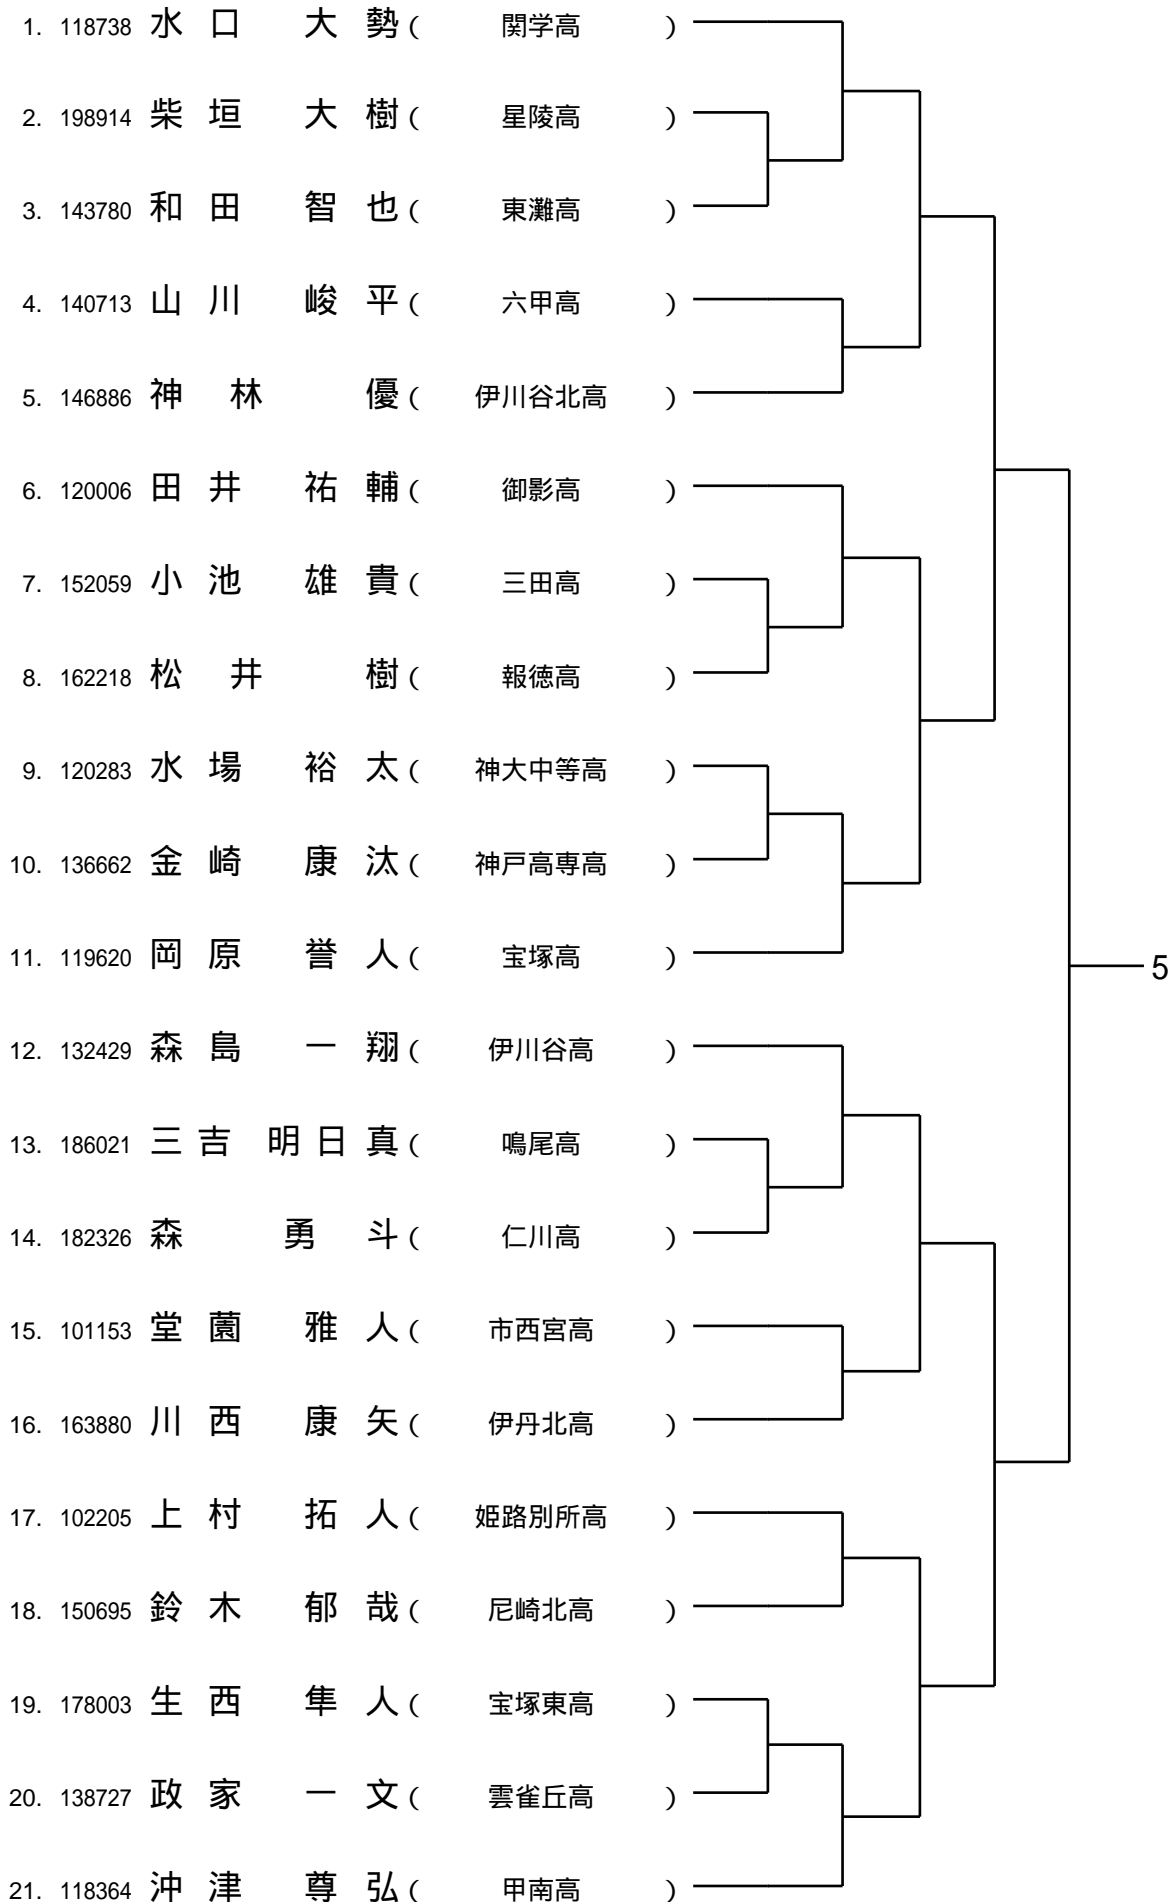 1. 118738 水口 大勢 ( 関学高 )
2. 198914 柴垣 大樹 ( 星陵高 )
3. 143780 和田 智也 ( 東灘高 )
4. 140713 山川 峻平 ( 六甲高 )
5. 146886 神林 優 ( 伊川谷北高 )
6. 120006 田井 祐輔 ( 御影高 )
7. 152059 小池 雄貴 ( 三田高 )
8. 162218 松井 樹 ( 報徳高 )
9. 120283 水場 裕太 ( 神大中等高 )
10. 136662 金崎 康汰 ( 神戸高専高 )
11. 119620 岡原 誉人 ( 宝塚高 )
5
12. 132429 森島 一翔 ( 伊川谷高 )
13. 186021 三吉 明日真 ( 鳴尾高 )
14. 182326 森 勇斗 ( 仁川高 )
15. 101153 堂薗 雅人 ( 市西宮高 )
16. 163880 川西 康矢 ( 伊丹北高 )
17. 102205 上村 拓人 ( 姫路別所高 )
18. 150695 鈴木 郁哉 ( 尼崎北高 )
19. 178003 生西 隼人 ( 宝塚東高 )
20. 138727 政家 一文 ( 雲雀丘高 )
21. 118364 沖津 尊弘 ( 甲南高 )